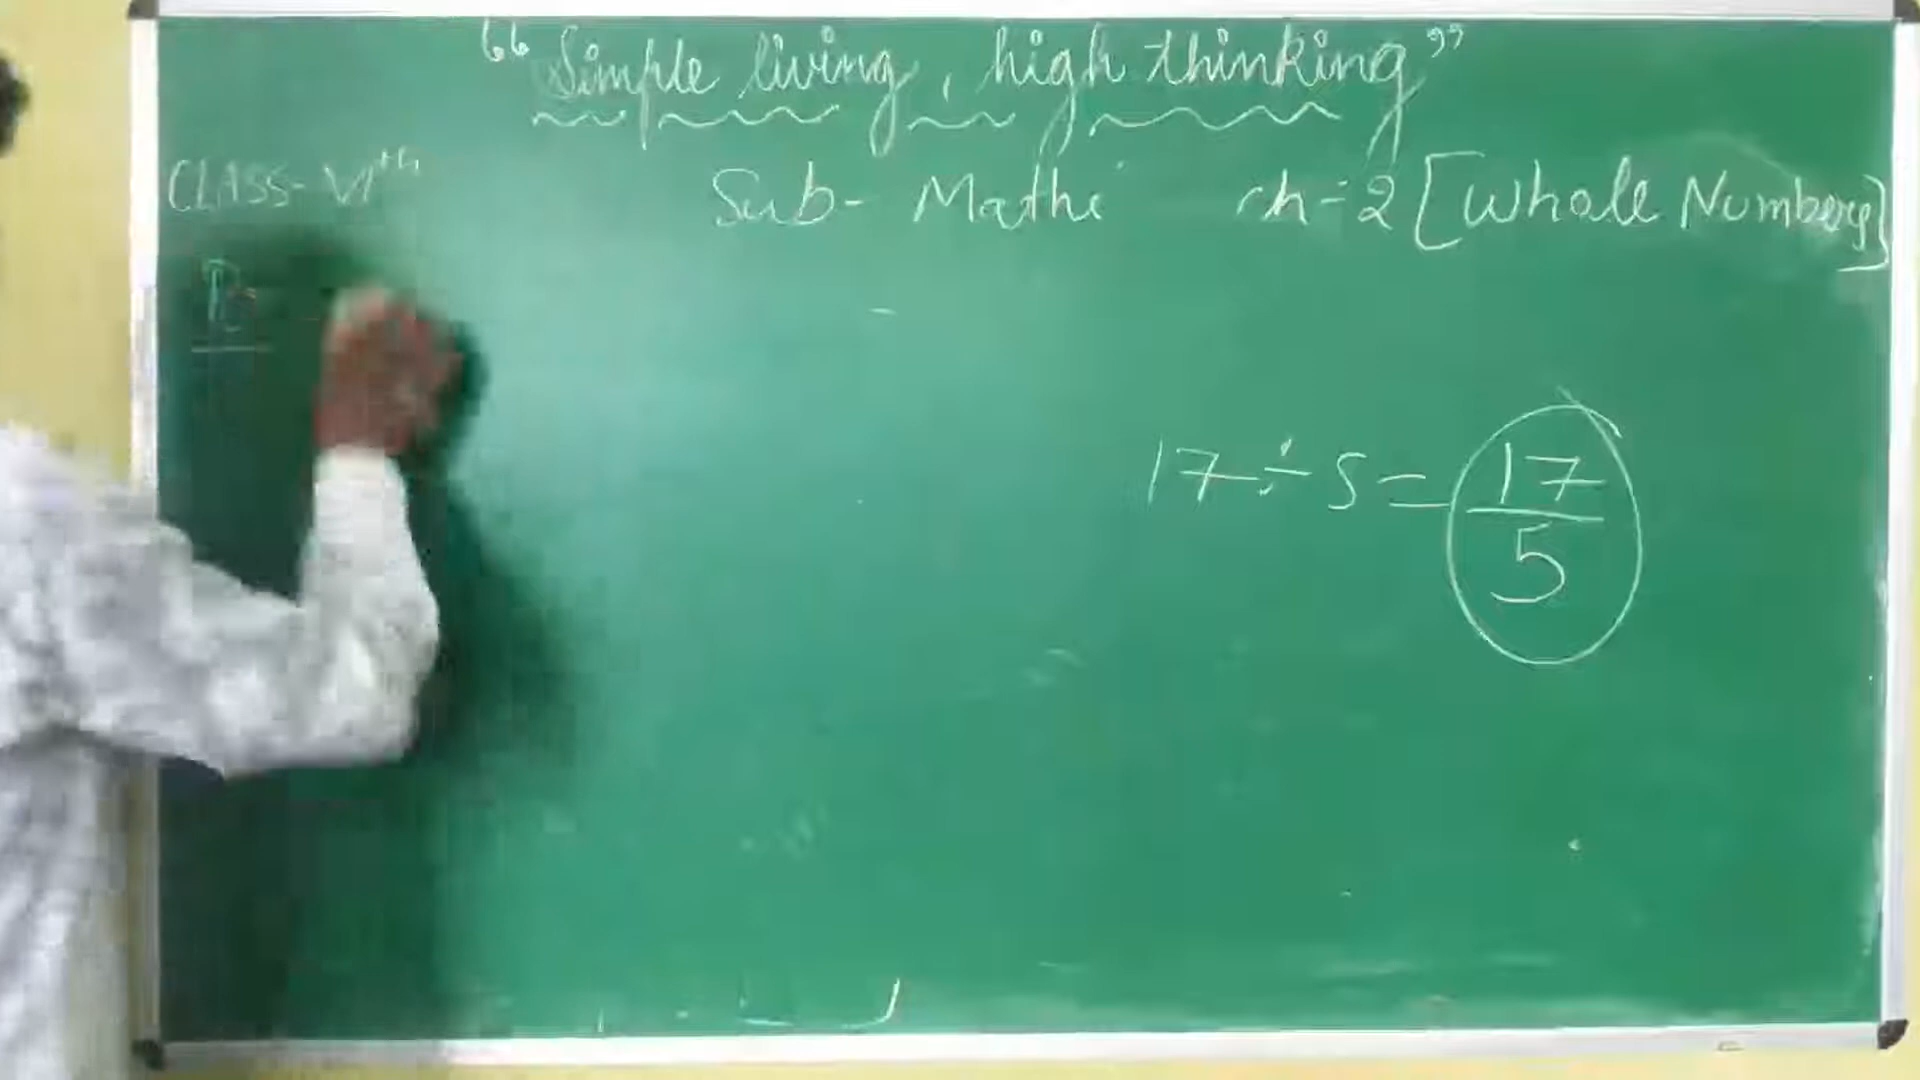 “Simple living, high thinking”
CLASS-VIth Sub- Maths ch-2 [Whole Numbers]
17÷5=17/5